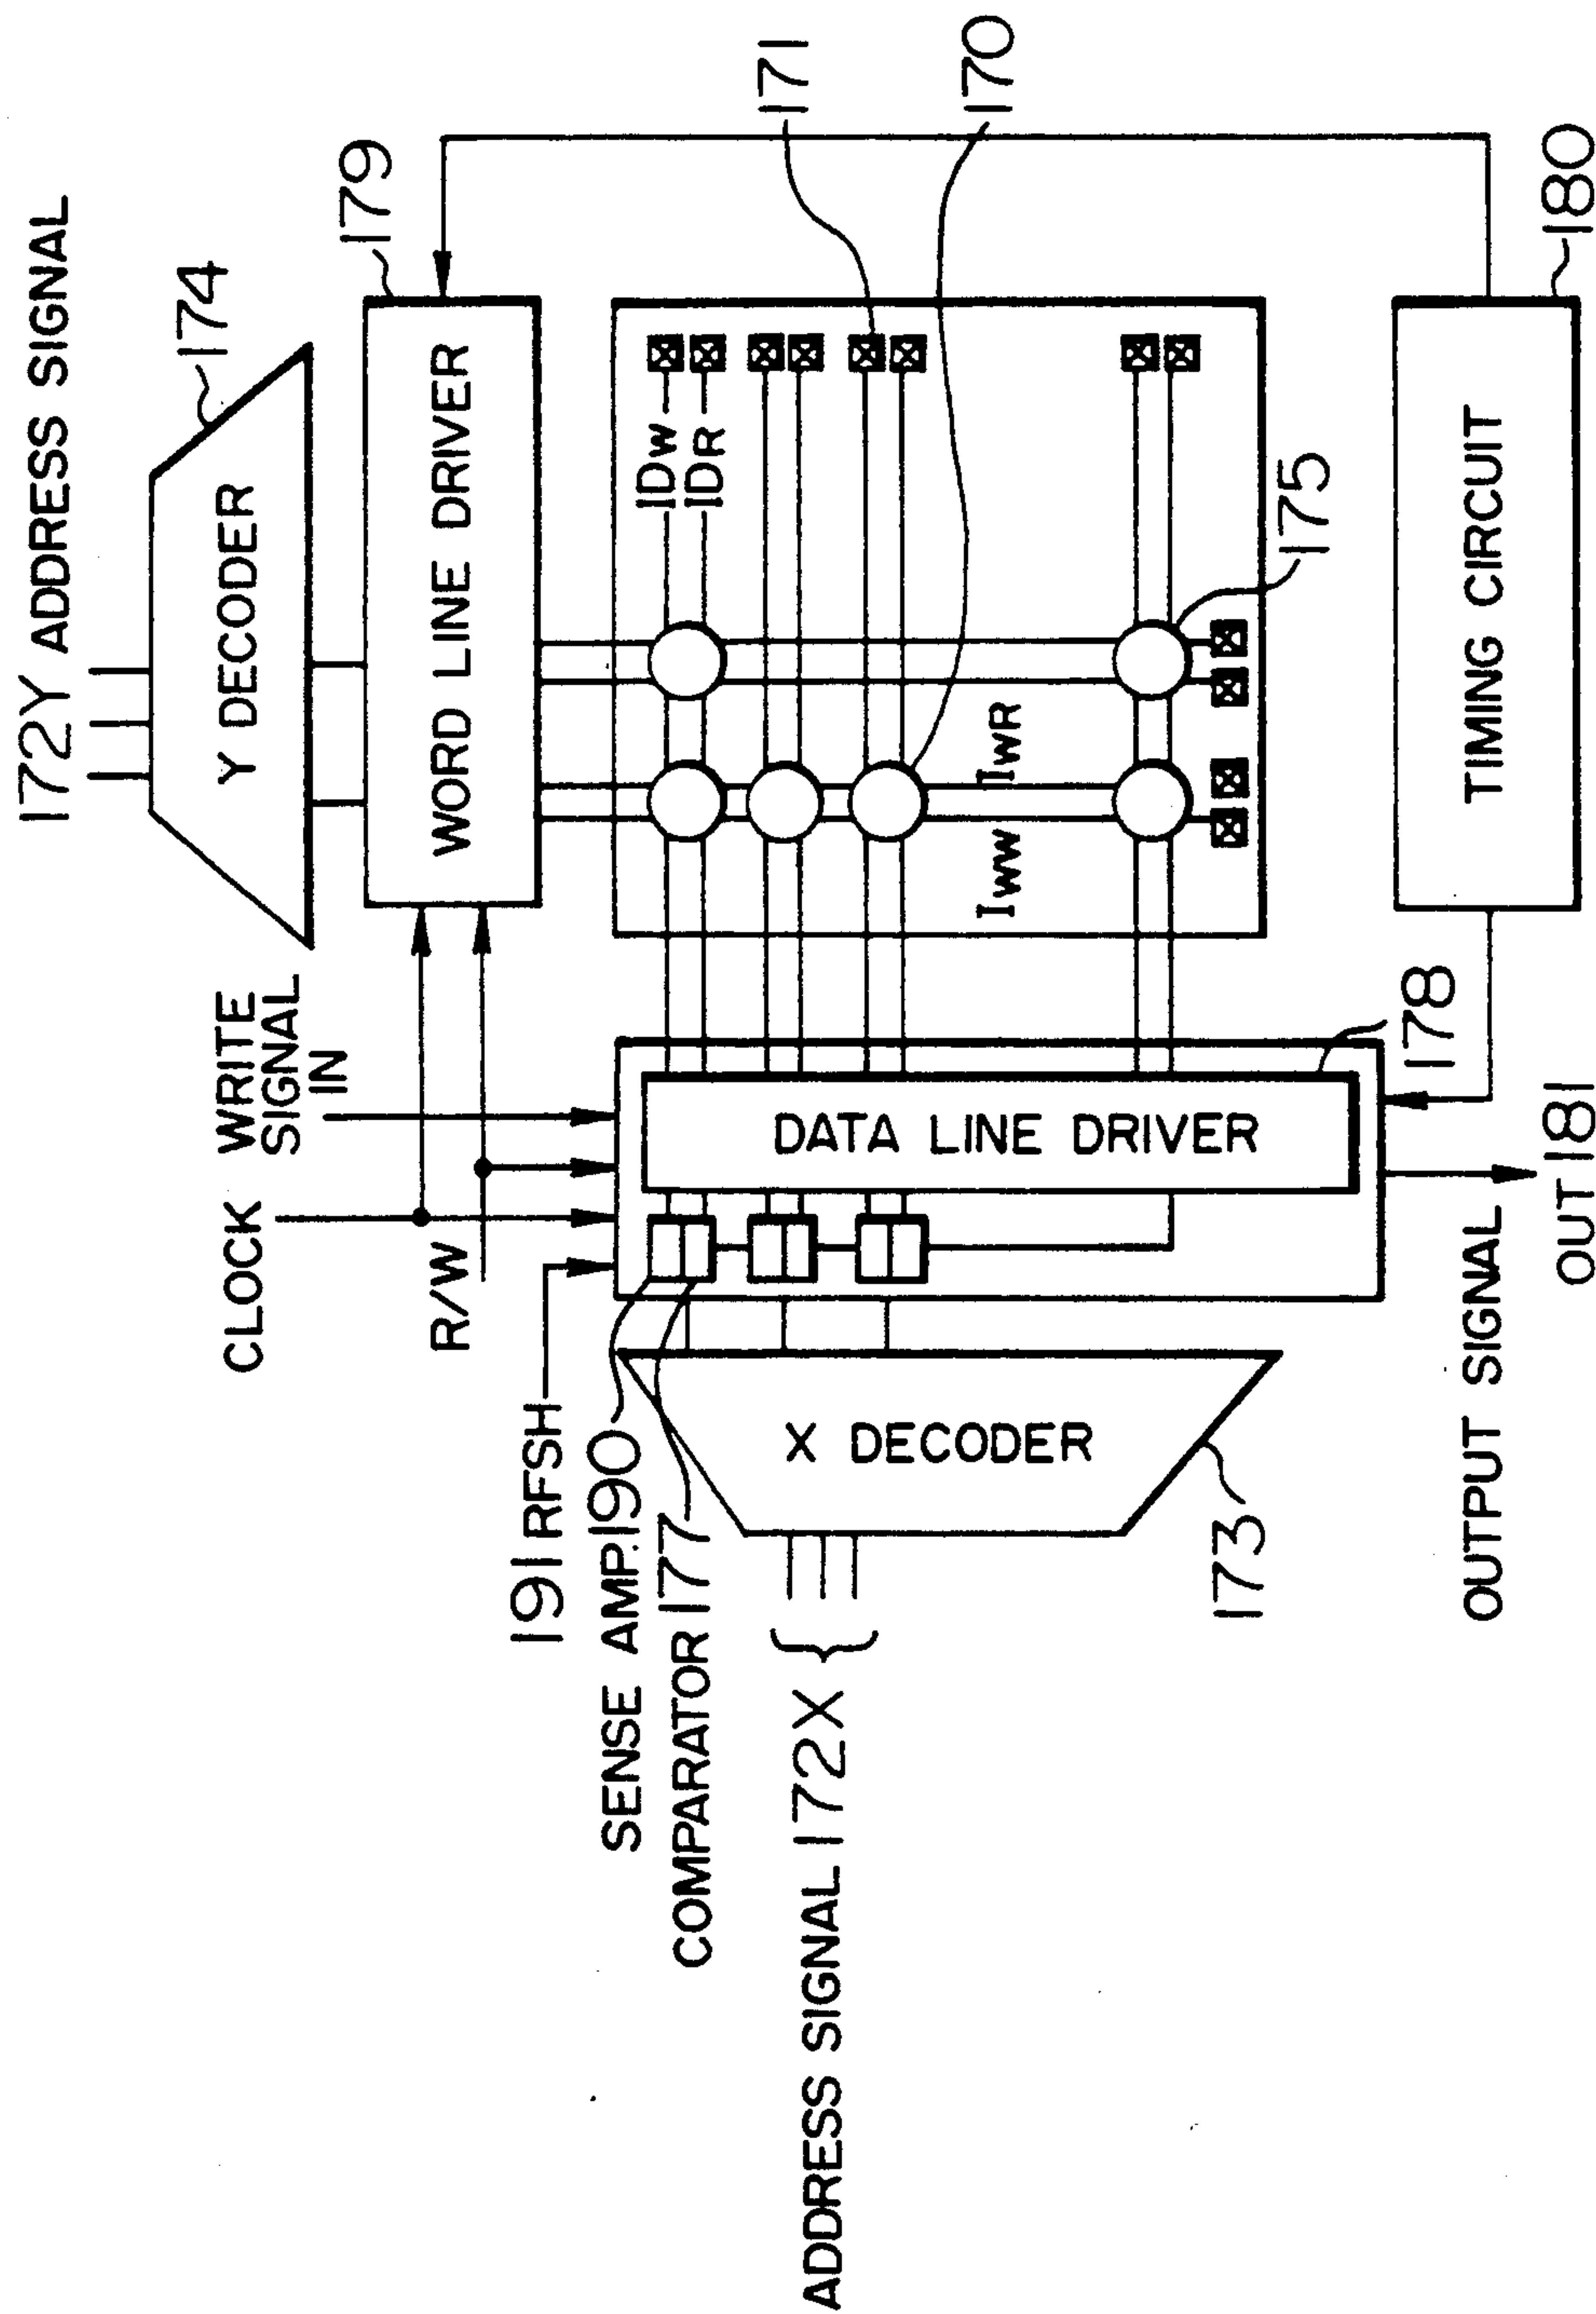 172Y ADDRESS SIGNAL
174
Y DECODER
179
WORD LINE DRIVER
171
170
IDW
IDR
IWR
IWW
175
180
TIMING CIRCUIT
WRITE
SIGNAL
IN
CLOCK
R/W
191 RFSH
SENSE AMP. 190
COMPARATOR 177
DATA LINE DRIVER
178
X DECODER
173
ADDRESS SIGNAL 172X
OUTPUT SIGNAL
OUT 181